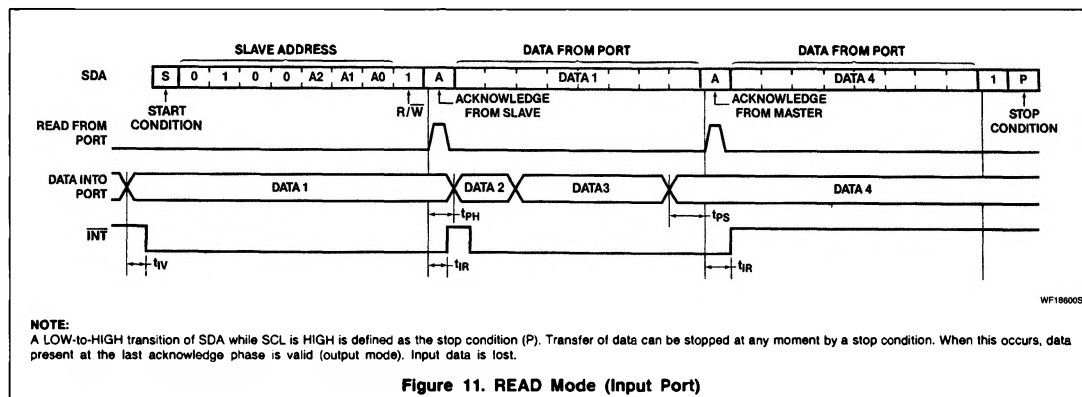 SLAVE ADDRESS DATA FROM PORT DATA FROM PORT
SDA S 0 1 0 0 A2 A1 A0 1 A DATA 1 A DATA 4 1 P
START CONDITION R/W̅ ACKNOWLEDGE FROM SLAVE ACKNOWLEDGE FROM MASTER STOP CONDITION
READ FROM PORT
DATA INTO PORT DATA 1 DATA 2 DATA3 DATA 4
tPH tPS
I̅N̅T̅
tIV tIR tIR
WF18600S
NOTE:
A LOW-to-HIGH transition of SDA while SCL is HIGH is defined as the stop condition (P). Transfer of data can be stopped at any moment by a stop condition. When this occurs, data
present at the last acknowledge phase is valid (output mode). Input data is lost.
Figure 11. READ Mode (Input Port)